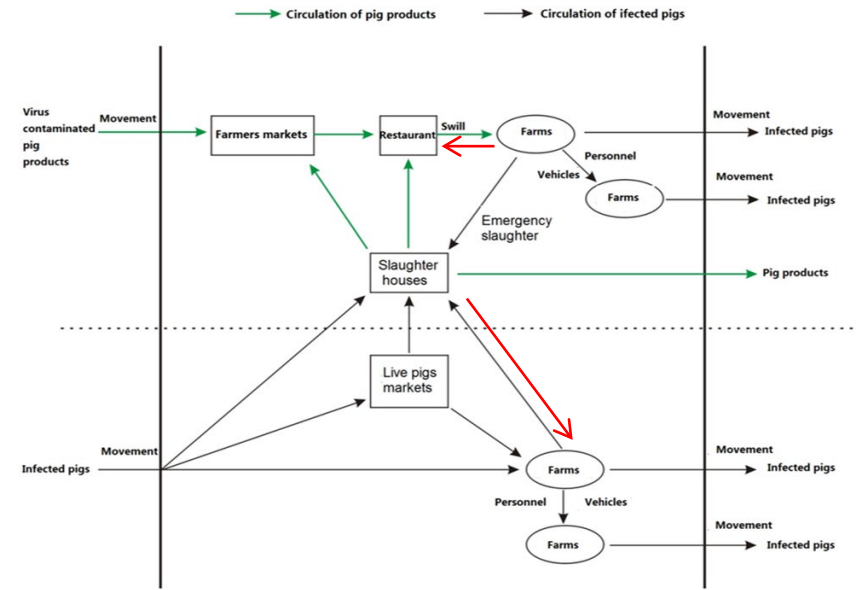 Circulation of pig products
Circulation of ifected pigs
Virus
contaminated
pig
products
Movement
Farmers markets
Restaurant
Swill
Farms
Movement
Infected pigs
Personnel
Vehicles
Farms
Movement
Infected pigs
Emergency
slaughter
Slaughter
houses
Pig products
Live pigs
markets
Movement
Infected pigs
Farms
Movement
Infected pigs
Personnel
Vehicles
Farms
Movement
Infected pigs